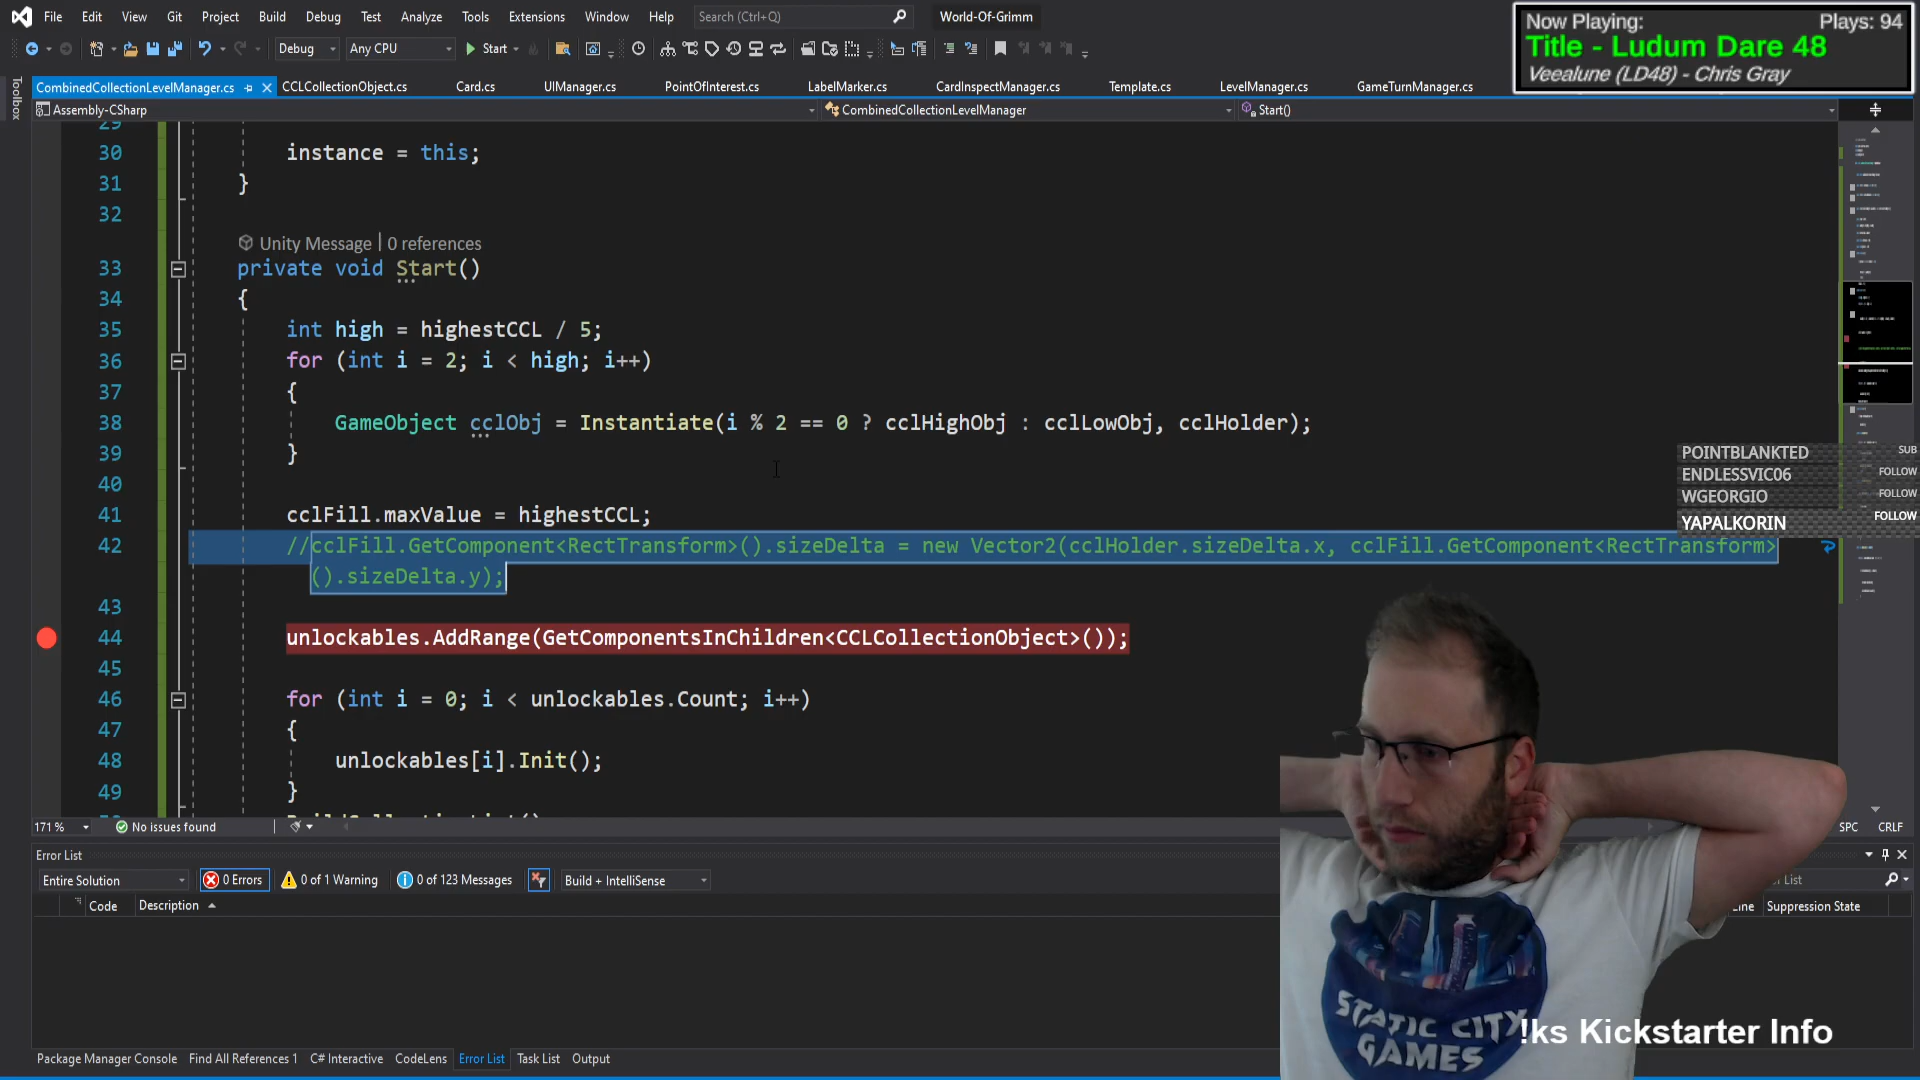 File Edit View Git Project Build Debug Test Analyze Tools Extensions Window Help Search (Ctrl+Q) World-Of-Grimm
Debug Any CPU Start
Now Playing: Plays: 94
Title - Ludum Dare 48
Veealune (LD48) - Chris Gray
Toolbox
CombinedCollectionLevelManager.cs CCLCollectionObject.cs Card.cs UIManager.cs PointOfInterest.cs LabelMarker.cs CardInspectManager.cs Template.cs LevelManager.cs GameTurnManager.cs
Assembly-CSharp CombinedCollectionLevelManager Start()
29
30 instance = this;
31 }
32
Unity Message | 0 references
33 private void Start()
34 {
35 int high = highestCCL / 5;
36 for (int i = 2; i < high; i++)
37 {
38 GameObject cclObj = Instantiate(i % 2 == 0 ? cclHighObj : cclLowObj, cclHolder);
39 }
40
41 cclFill.maxValue = highestCCL;
42 //cclFill.GetComponent<RectTransform>().sizeDelta = new Vector2(cclHolder.sizeDelta.x, cclFill.GetComponent<RectTransform>
().sizeDelta.y);
43
44 unlockables.AddRange(GetComponentsInChildren<CCLCollectionObject>());
45
46 for (int i = 0; i < unlockables.Count; i++)
47 {
48 unlockables[i].Init();
49 }
POINTBLANKTED SUB
ENDLESSVIC06 FOLLOW
WGEORGIO FOLLOW
YAPALKORIN FOLLOW
171 % No issues found SPC CRLF
Error List
Entire Solution 0 Errors 0 of 1 Warning 0 of 123 Messages Build + IntelliSense
Code Description Suppression State
STATIC CITY
GAMES
!ks Kickstarter Info
Package Manager Console Find All References 1 C# Interactive CodeLens Error List Task List Output